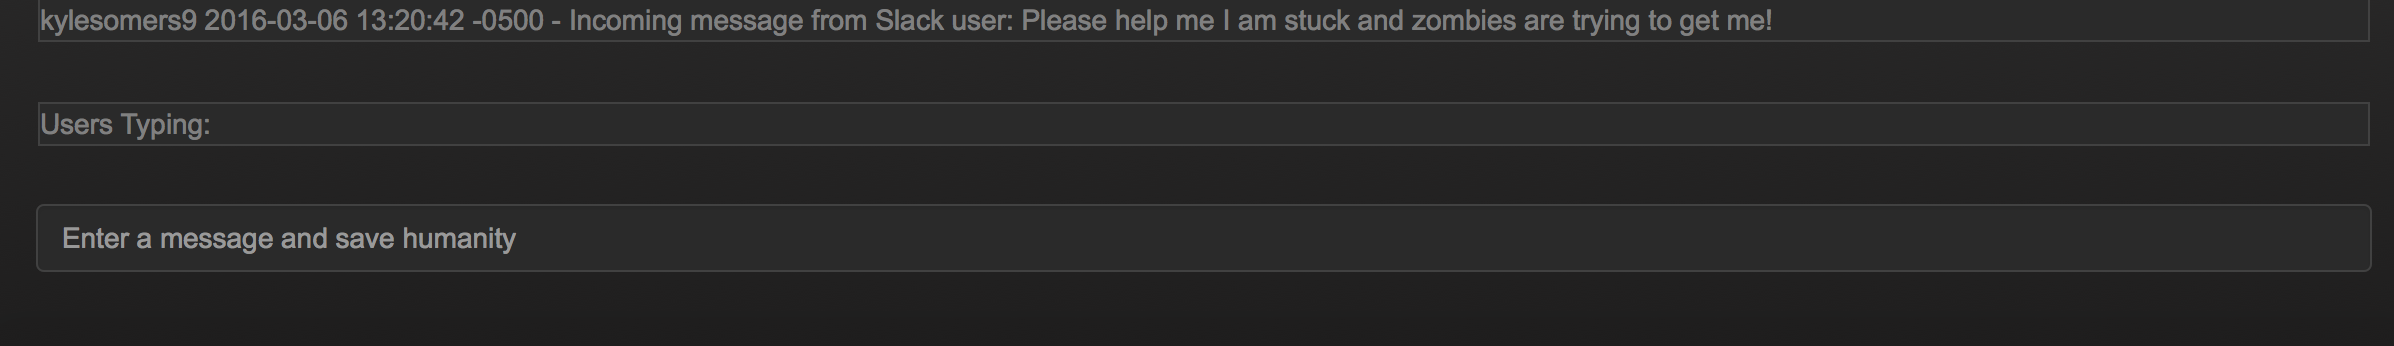 kylesomers9 2016-03-06 13:20:42 -0500 - Incoming message from Slack user: Please help me I am stuck and zombies are trying to get me!
Users Typing:
Enter a message and save humanity